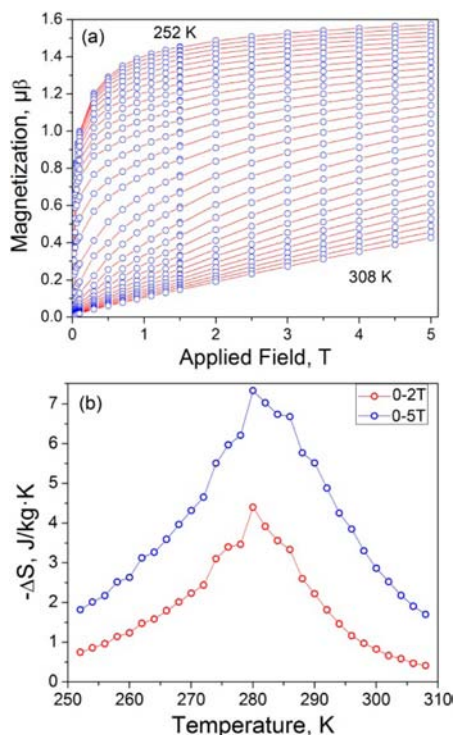 (a)
252 K
308 K
Magnetization, μβ
0.0 0.2 0.4 0.6 0.8 1.0 1.2 1.4 1.6
0 1 2 3 4 5
Applied Field, T
(b)
0-2T
0-5T
-ΔS, J/kg·K
0 1 2 3 4 5 6 7
250 260 270 280 290 300 310
Temperature, K